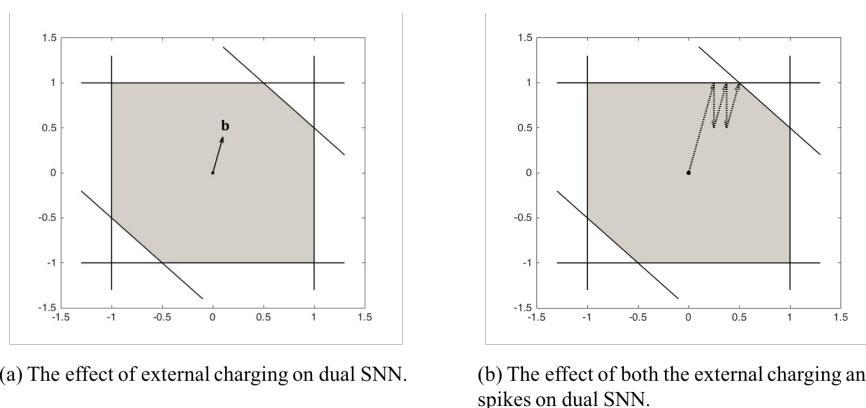 1.5
1
0.5
0
-0.5
-1
-1.5
-1.5 -1 -0.5 0 0.5 1 1.5
b
1.5
1
0.5
0
-0.5
-1
-1.5
-1.5 -1 -0.5 0 0.5 1 1.5
(a) The effect of external charging on dual SNN.
(b) The effect of both the external charging an
spikes on dual SNN.